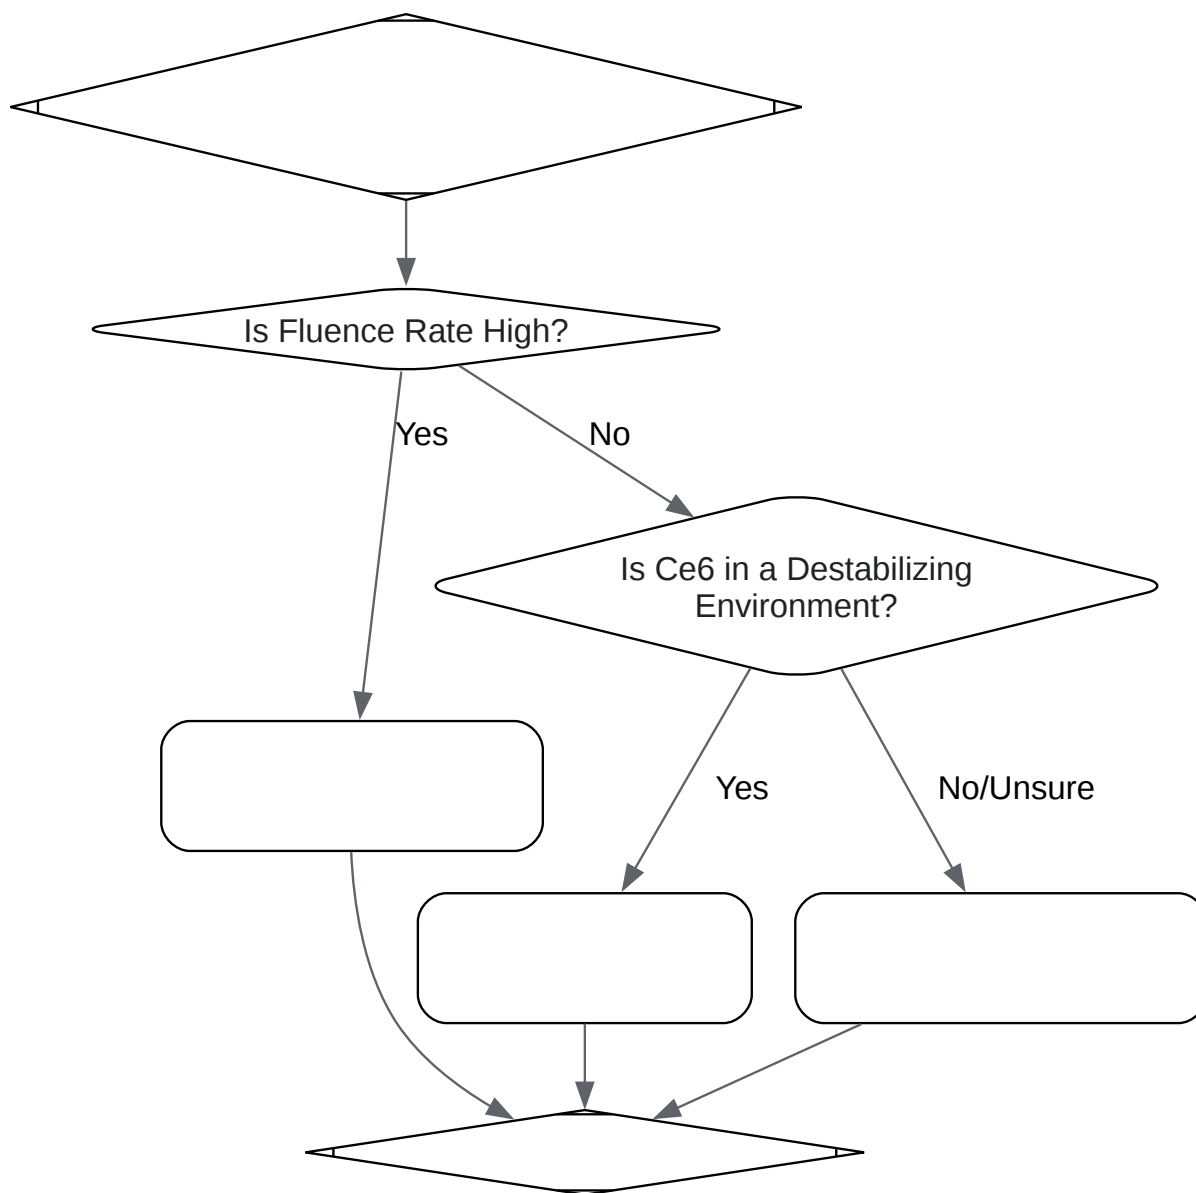 Is Fluence Rate High?
Yes
No
Is Ce6 in a Destabilizing
Environment?
Yes
No/Unsure